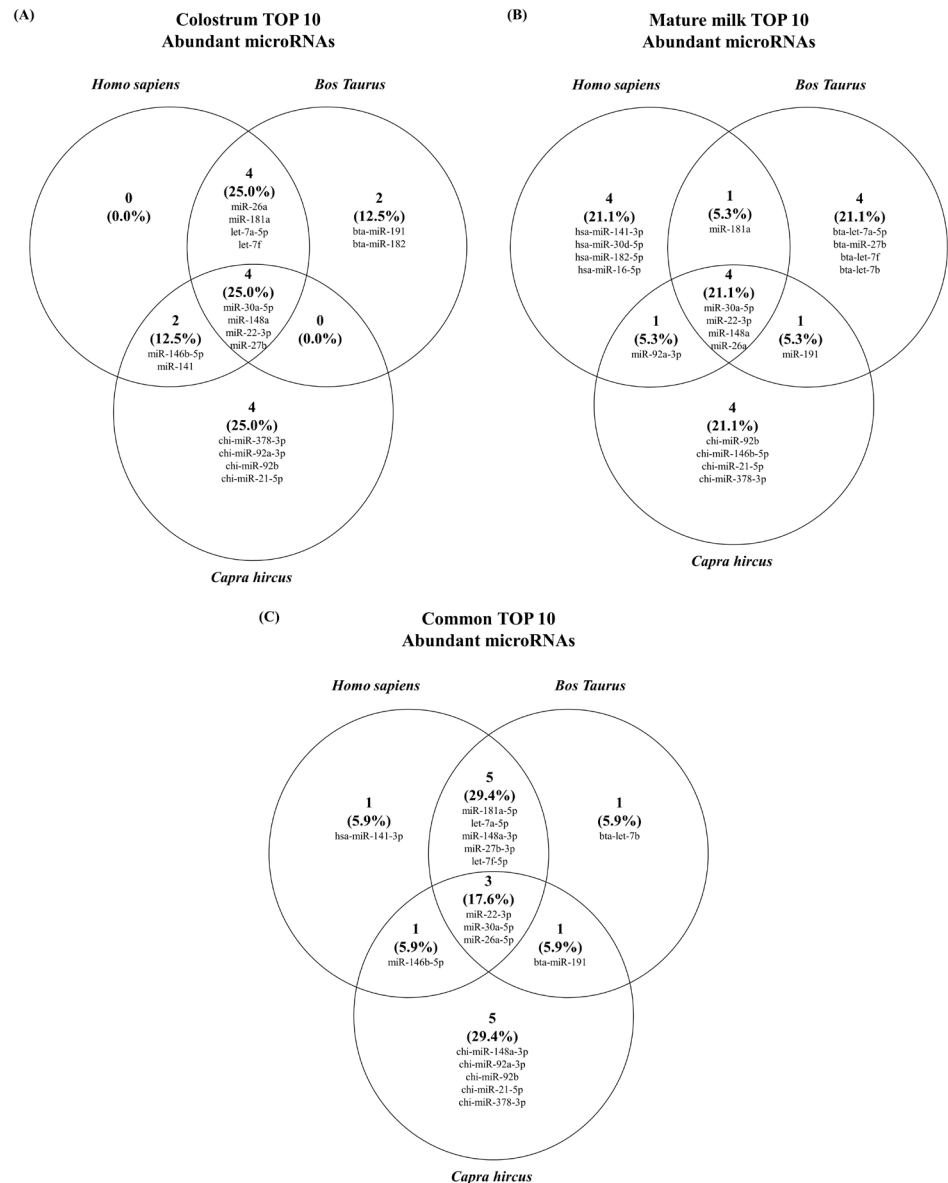 (A)
Colostrum TOP 10
Abundant microRNAs
Homo sapiens
Bos Taurus
0
(0.0%)
4
(25.0%)
miR-26a
miR-181a
let-7a-5p
let-7f
2
(12.5%)
bta-miR-191
bta-miR-182
4
(25.0%)
miR-30a-5p
miR-148a
miR-22-3p
miR-27b
2
(12.5%)
miR-146b-5p
miR-141
0
(0.0%)
4
(25.0%)
chi-miR-378-3p
chi-miR-92a-3p
chi-miR-92b
chi-miR-21-5p
Capra hircus
(B)
Mature milk TOP 10
Abundant microRNAs
Homo sapiens
Bos Taurus
4
(21.1%)
hsa-miR-141-3p
hsa-miR-30d-5p
hsa-miR-182-5p
hsa-miR-16-5p
1
(5.3%)
miR-181a
4
(21.1%)
bta-let-7a-5p
bta-miR-27b
bta-let-7f
bta-let-7b
4
(21.1%)
miR-30a-5p
miR-22-3p
miR-148a
miR-26a
1
(5.3%)
miR-92a-3p
1
(5.3%)
miR-191
4
(21.1%)
chi-miR-92b
chi-miR-146b-5p
chi-miR-21-5p
chi-miR-378-3p
Capra hircus
(C)
Common TOP 10
Abundant microRNAs
Homo sapiens
Bos Taurus
1
(5.9%)
hsa-miR-141-3p
5
(29.4%)
miR-181a-5p
let-7a-5p
miR-148a-3p
miR-27b-3p
let-7f-5p
1
(5.9%)
bta-let-7b
3
(17.6%)
miR-22-3p
miR-30a-5p
miR-26a-5p
1
(5.9%)
miR-146b-5p
1
(5.9%)
bta-miR-191
5
(29.4%)
chi-miR-148a-3p
chi-miR-92a-3p
chi-miR-92b
chi-miR-21-5p
chi-miR-378-3p
Capra hircus